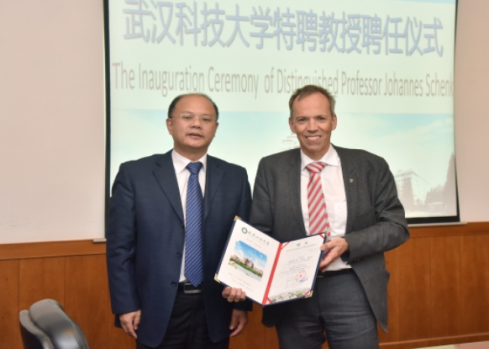 武汉科技大学特聘教授聘任仪式
The Inauguration Ceremony of Distinguished Professor Johannes Schenk